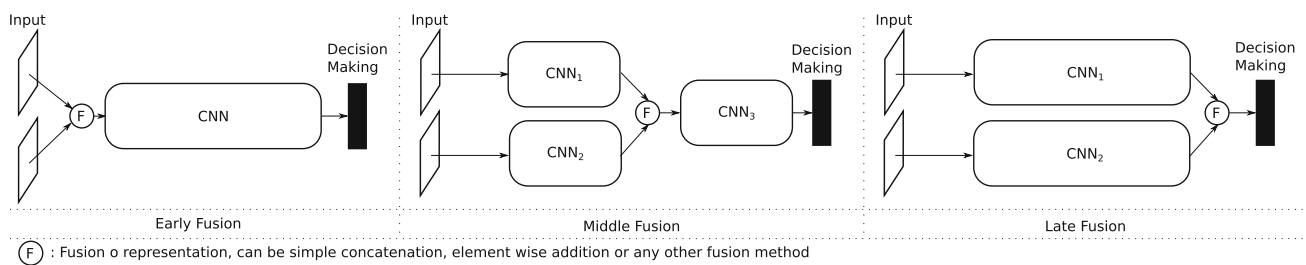 Input
Decision
Making
F
CNN
Early Fusion
Input
CNN₁
CNN₂
F
CNN₃
Decision
Making
Middle Fusion
Input
CNN₁
CNN₂
F
Decision
Making
Late Fusion
F : Fusion o representation, can be simple concatenation, element wise addition or any other fusion method